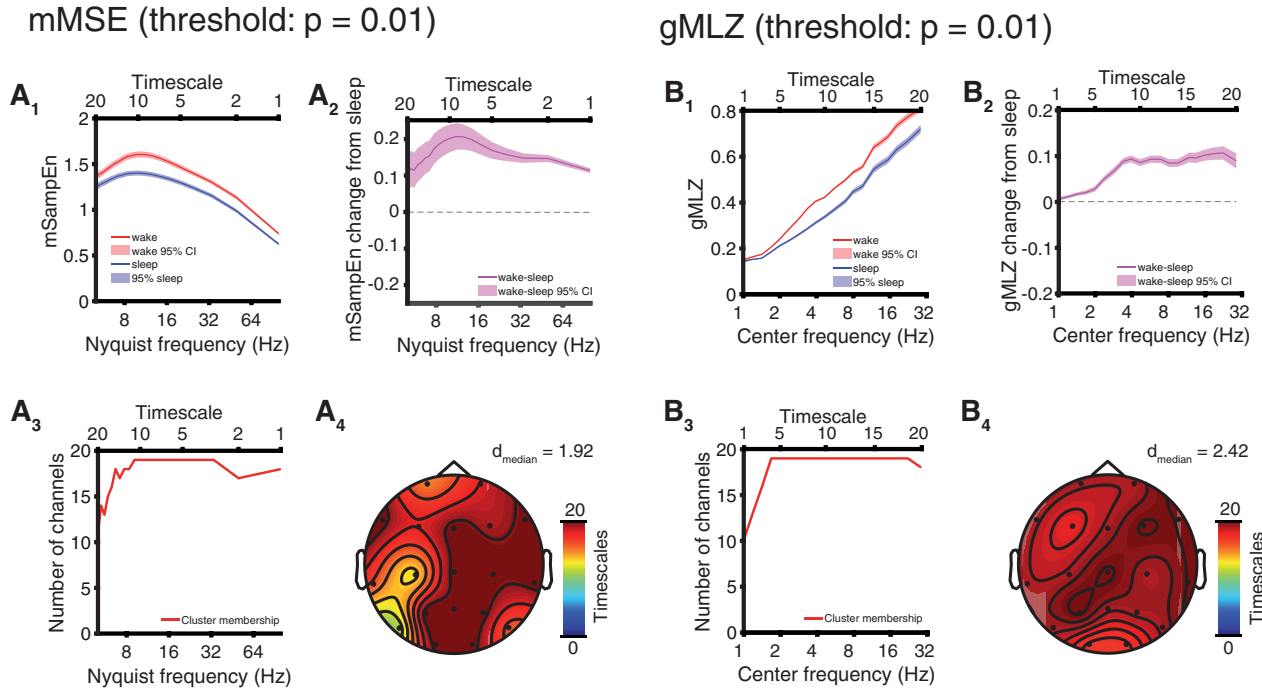 mMSE (threshold: p = 0.01)
gMLZ (threshold: p = 0.01)
A1
Timescale
20 10 5 2 1
mSampEn
2
1.5
1
0.5
0
wake
wake 95% CI
sleep
95% sleep
8 16 32 64
Nyquist frequency (Hz)
A2
Timescale
20 10 5 2 1
mSampEn change from sleep
0.2
0.1
0
-0.1
-0.2
wake-sleep
wake-sleep 95% CI
8 16 32 64
Nyquist frequency (Hz)
B1
Timescale
1 5 10 15 20
gMLZ
0.8
0.6
0.4
0.2
0
wake
wake 95% CI
sleep
95% sleep
1 2 4 8 16 32
Center frequency (Hz)
B2
Timescale
1 5 10 15 20
gMLZ change from sleep
0.2
0.1
0
-0.1
-0.2
wake-sleep
wake-sleep 95% CI
1 2 4 8 16 32
Center frequency (Hz)
A3
Timescale
20 10 5 2 1
Number of channels
20
15
10
5
0
Cluster membership
8 16 32 64
Nyquist frequency (Hz)
A4
dmedian = 1.92
20
Timescales
0
B3
Timescale
1 5 10 15 20
Number of channels
20
15
10
5
0
Cluster membership
1 2 4 8 16 32
Center frequency (Hz)
B4
dmedian = 2.42
20
Timescales
0